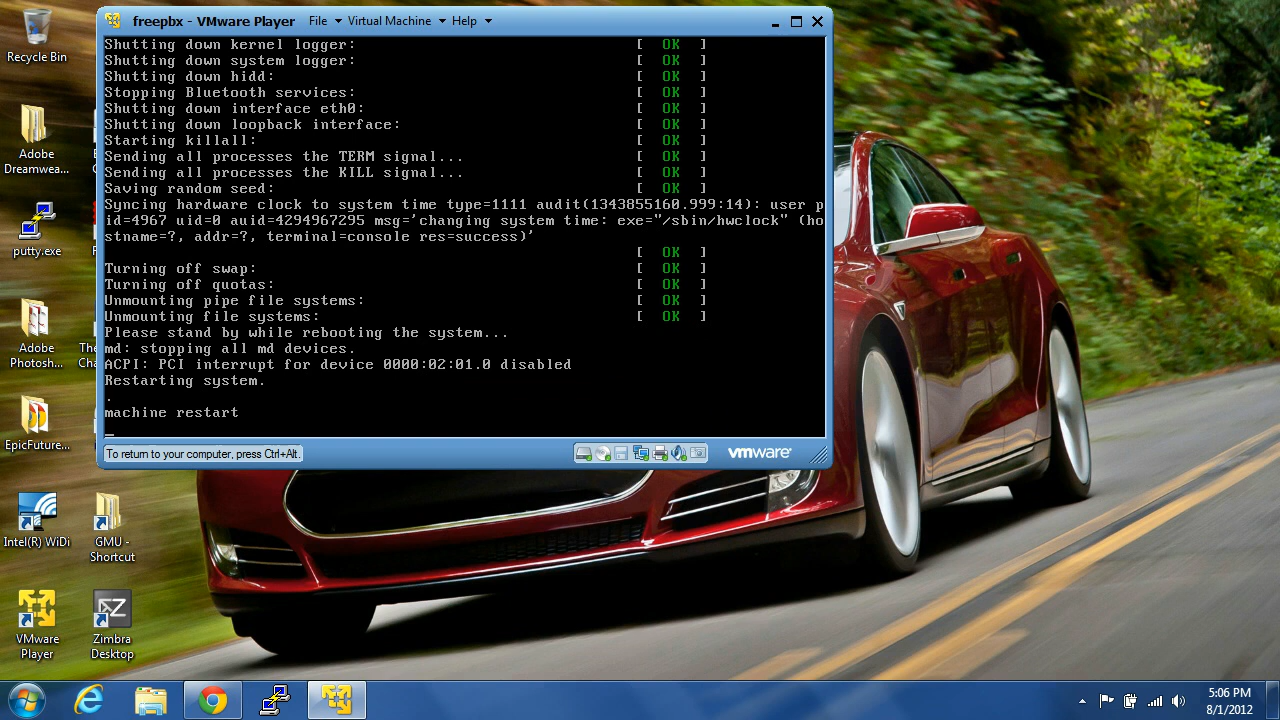 freepbx - VMware Player File Virtual Machine Help
Shutting down kernel logger: [ OK ]
Shutting down system logger: [ OK ]
Shutting down hidd: [ OK ]
Stopping Bluetooth services: [ OK ]
Shutting down interface eth0: [ OK ]
Shutting down loopback interface: [ OK ]
Starting killall: [ OK ]
Sending all processes the TERM signal... [ OK ]
Sending all processes the KILL signal... [ OK ]
Saving random seed: [ OK ]
Syncing hardware clock to system time type=1111 audit(1343855160.999:14): user p
id=4967 uid=0 auid=4294967295 msg='changing system time: exe="/sbin/hwclock" (ho
stname=?, addr=?, terminal=console res=success)'
[ OK ]
Turning off swap: [ OK ]
Turning off quotas: [ OK ]
Unmounting pipe file systems: [ OK ]
Unmounting file systems: [ OK ]
Please stand by while rebooting the system...
md: stopping all md devices.
ACPI: PCI interrupt for device 0000:02:01.0 disabled
Restarting system.
.
machine restart
To return to your computer, press Ctrl+Alt.
vmware
Recycle Bin
Adobe
Dreamwea...
putty.exe
Adobe
Photosh...
EpicFuture...
Intel(R) WiDi
GMU -
Shortcut
VMware
Player
Zimbra
Desktop
5:06 PM
8/1/2012